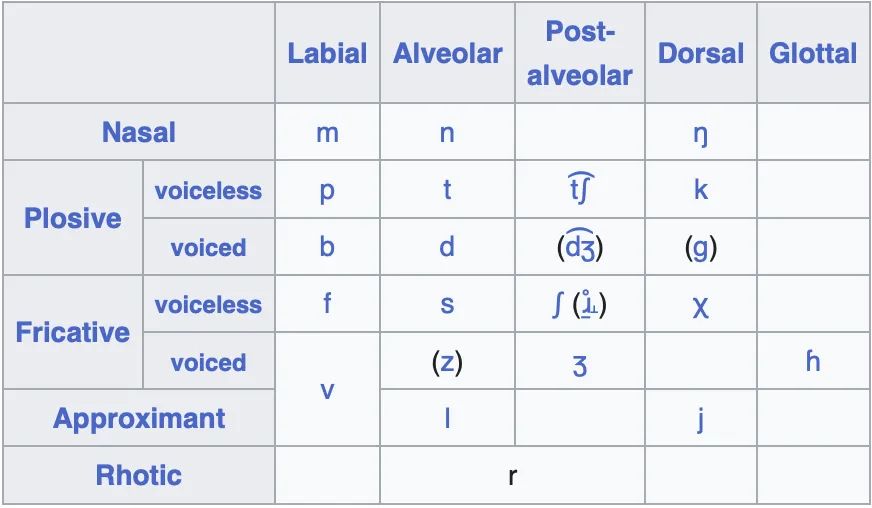 Labial Alveolar Post-alveolar Dorsal Glottal
Nasal m n ŋ
Plosive voiceless p t t͡ʃ k
voiced b d (d͡ʒ) (g)
Fricative voiceless f s ʃ χ
voiced v (z) ʒ ɦ
Approximant l j
Rhotic r